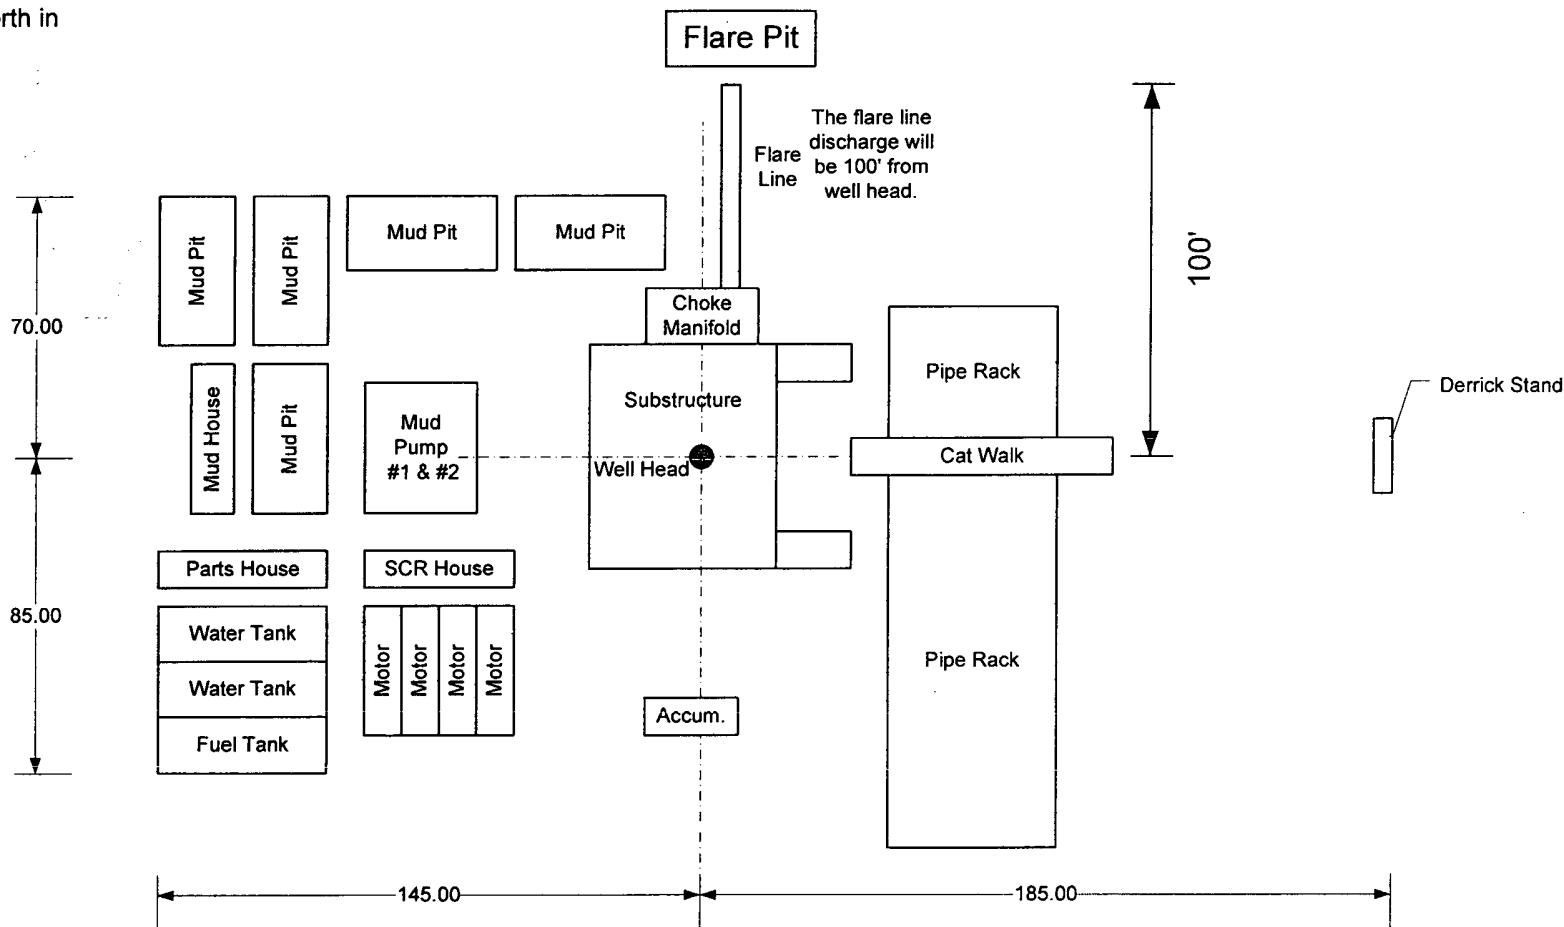 rth in
Flare Pit
The flare line
discharge will
be 100' from
well head.
Flare
Line
100'
Mud Pit
Mud Pit
Mud Pit
Mud Pit
70.00
Choke
Manifold
Pipe Rack
Derrick Stand
Substructure
Mud House
Mud Pit
Mud
Pump
#1 & #2
Well Head
Cat Walk
Parts House
SCR House
85.00
Water Tank
Water Tank
Fuel Tank
Motor
Motor
Motor
Motor
Pipe Rack
Accum.
145.00
185.00